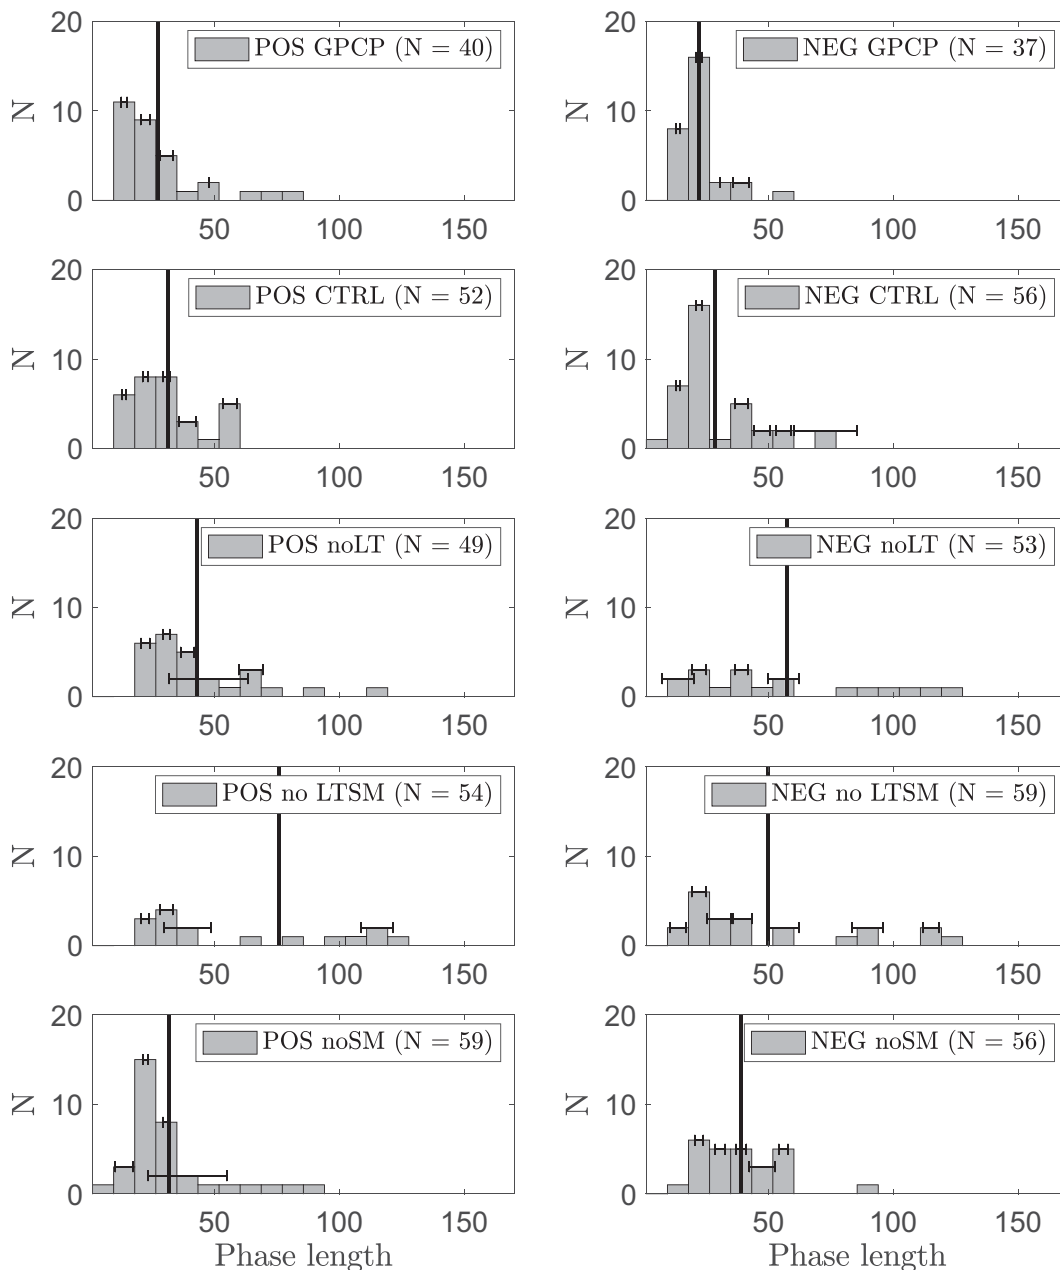 20
POS GPCP (N = 40)
10
N
0
50 100 150
20
NEG GPCP (N = 37)
10
N
0
50 100 150
20
POS CTRL (N = 52)
10
N
0
50 100 150
20
NEG CTRL (N = 56)
10
N
0
50 100 150
20
POS noLT (N = 49)
10
N
0
50 100 150
20
NEG noLT (N = 53)
10
N
0
50 100 150
20
POS no LTSM (N = 54)
10
N
0
50 100 150
20
NEG no LTSM (N = 59)
10
N
0
50 100 150
20
POS noSM (N = 59)
10
N
0
50 100 150
Phase length
20
NEG noSM (N = 56)
10
N
0
50 100 150
Phase length